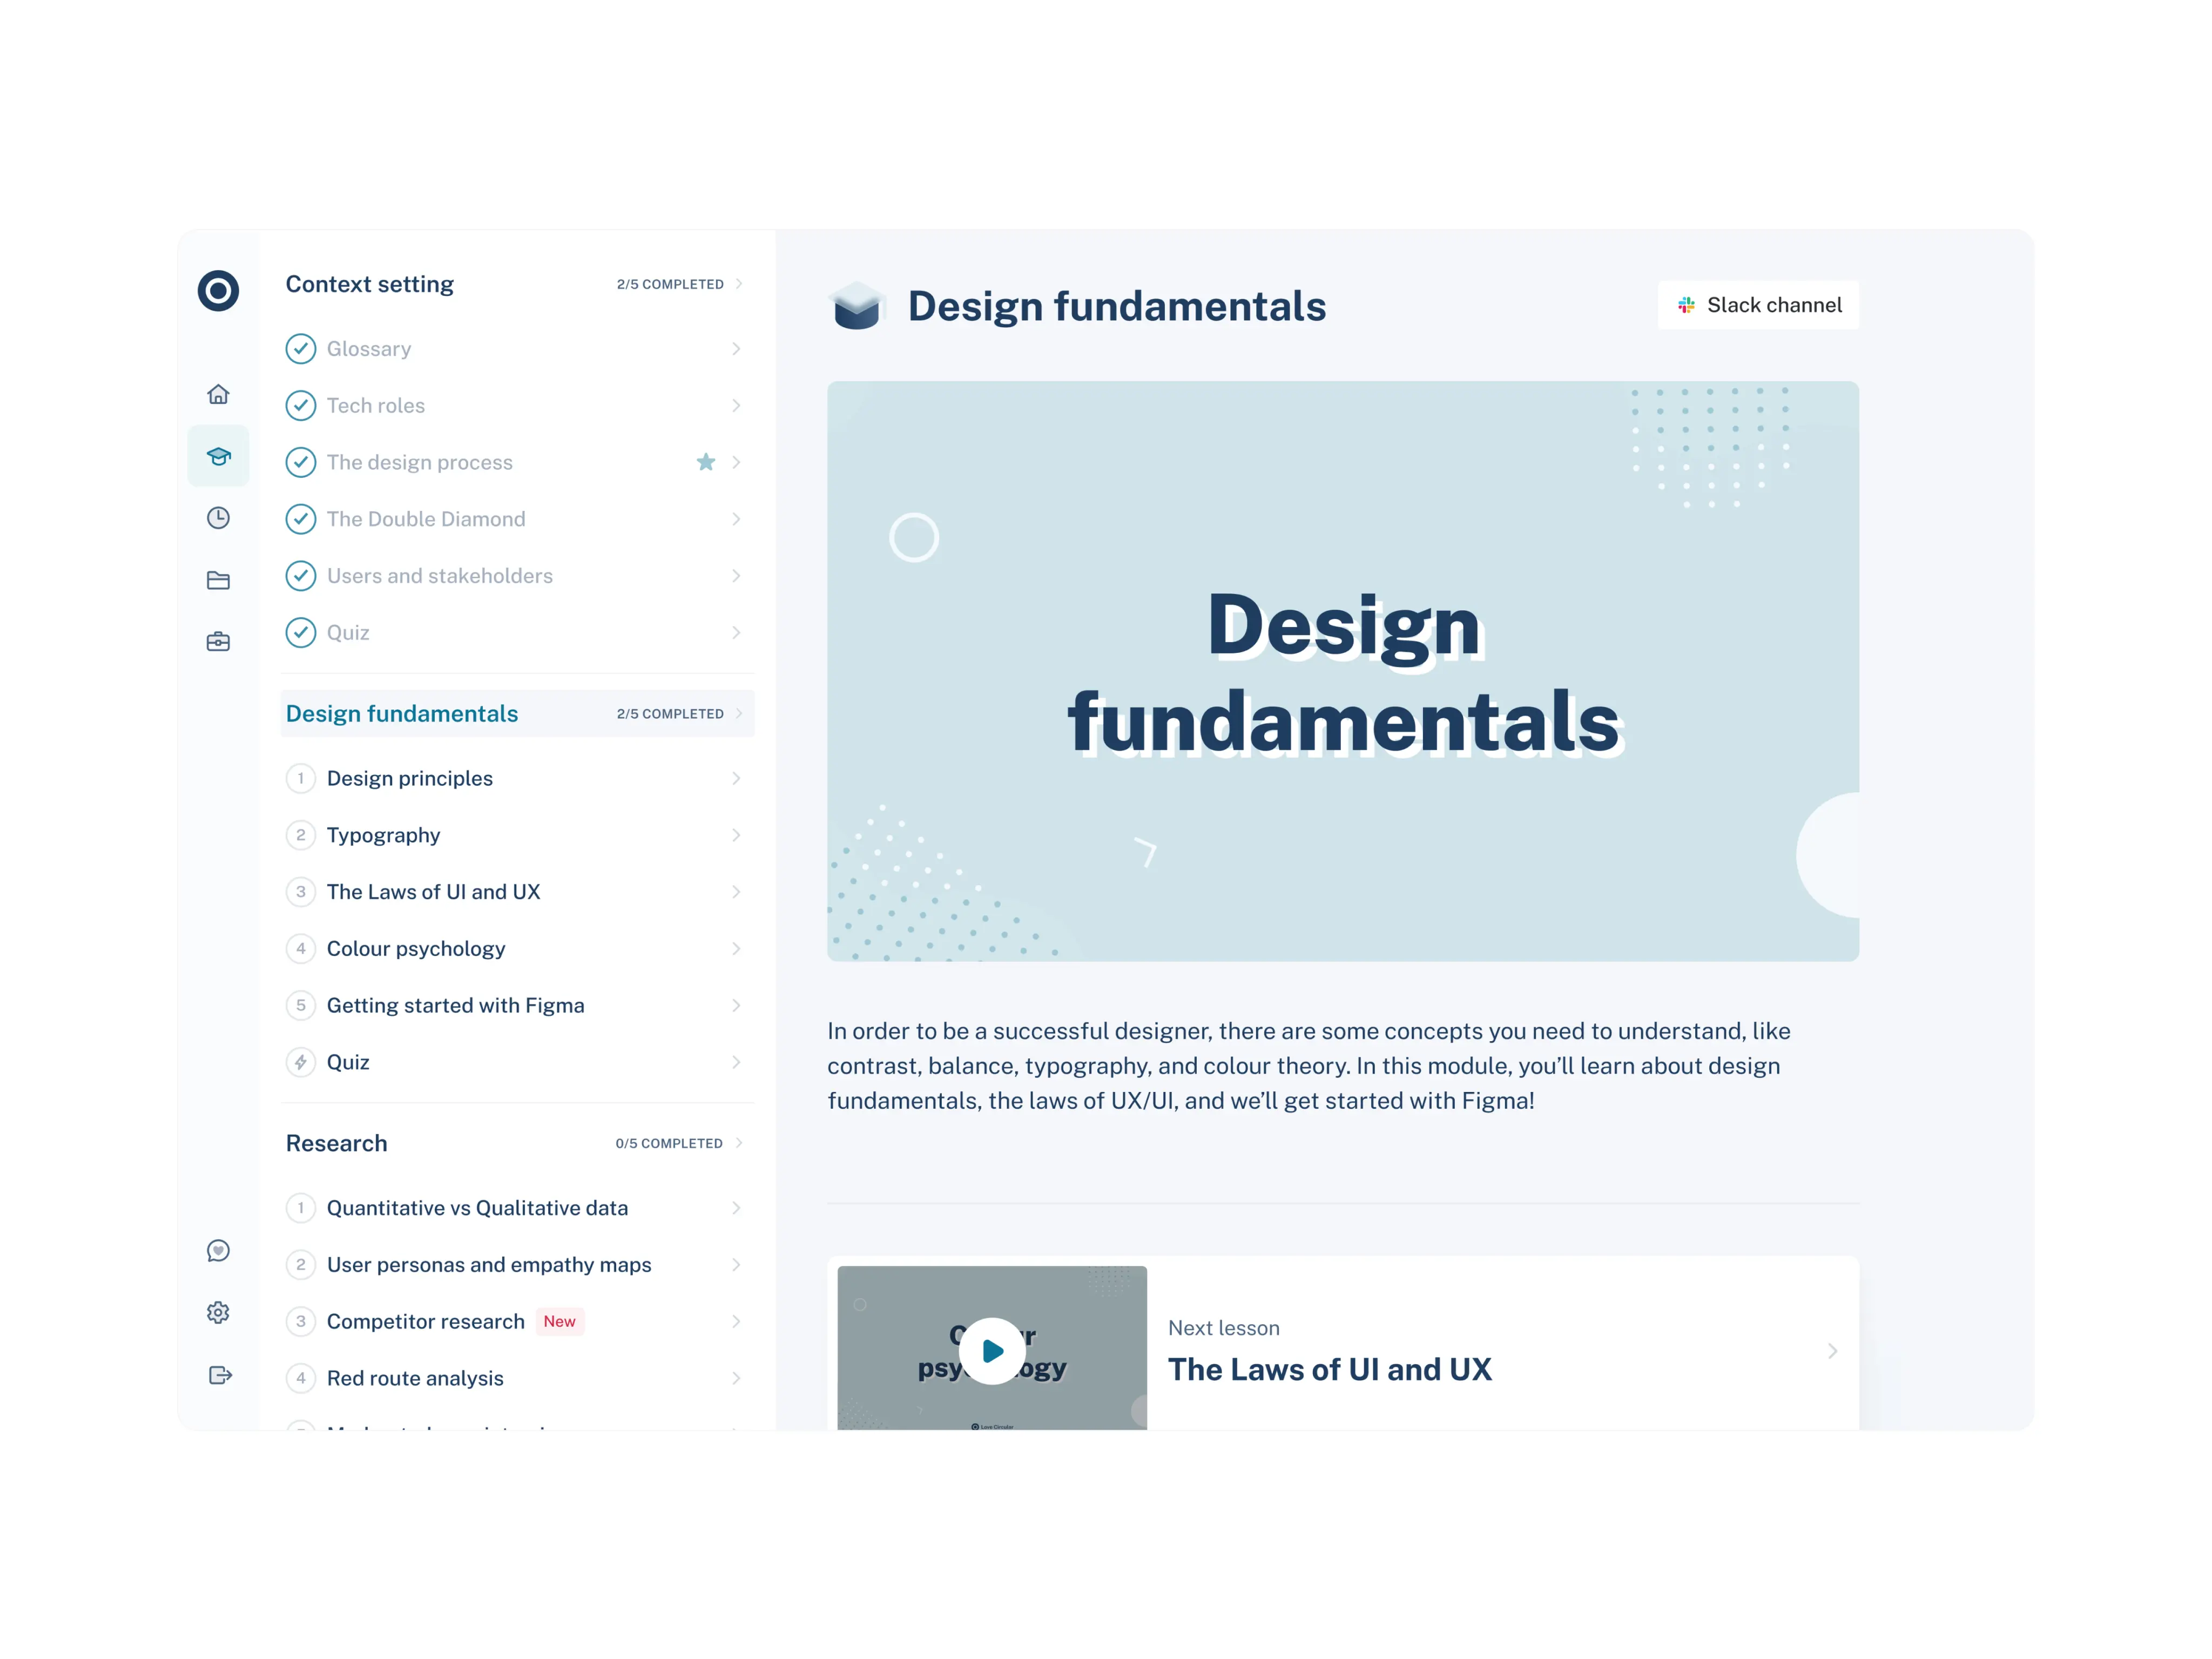 Context setting
2/5 COMPLETED
Glossary
Tech roles
The design process
The Double Diamond
Users and stakeholders
Quiz
Design fundamentals
2/5 COMPLETED
1 Design principles
2 Typography
3 The Laws of UI and UX
4 Colour psychology
5 Getting started with Figma
Quiz
Research
0/5 COMPLETED
1 Quantitative vs Qualitative data
2 User personas and empathy maps
3 Competitor research New
4 Red route analysis
Design fundamentals
Slack channel
Design
fundamentals
In order to be a successful designer, there are some concepts you need to understand, like
contrast, balance, typography, and colour theory. In this module, you’ll learn about design
fundamentals, the laws of UX/UI, and we’ll get started with Figma!
Next lesson
The Laws of UI and UX